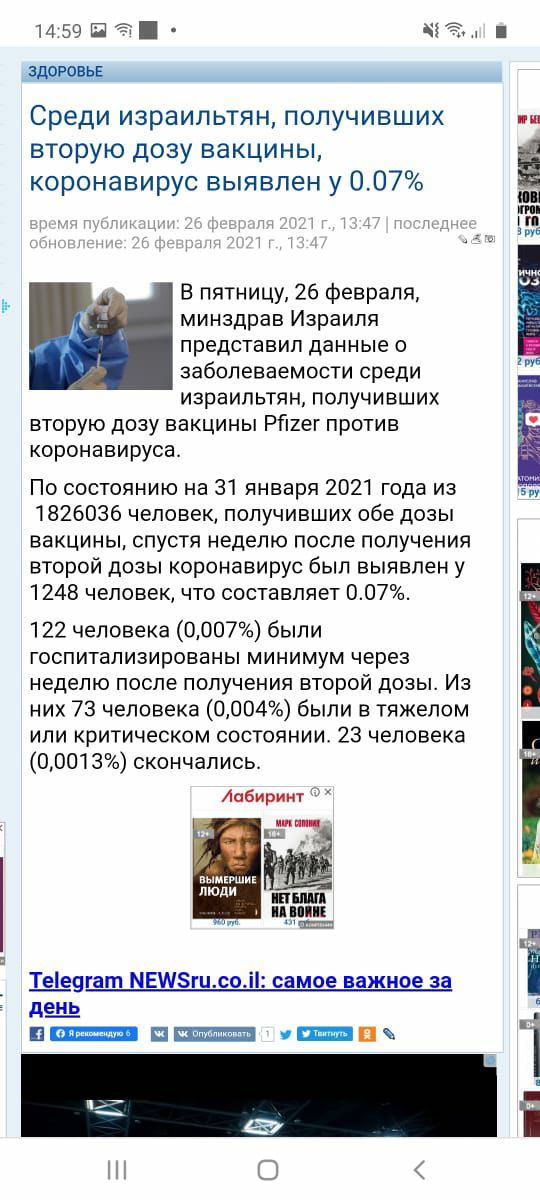 14:59
ЗДОРОВЬЕ
Среди израильтян, получивших
вторую дозу вакцины,
коронавирус выявлен у 0.07%
время публикации: 26 февраля 2021 г., 13:47 | последнее
обновление: 26 февраля 2021 г., 13:47
В пятницу, 26 февраля,
минздрав Израиля
представил данные о
заболеваемости среди
израильтян, получивших
вторую дозу вакцины Pfizer против
коронавируса.
По состоянию на 31 января 2021 года из
1826036 человек, получивших обе дозы
вакцины, спустя неделю после получения
второй дозы коронавирус был выявлен у
1248 человек, что составляет 0.07%.
122 человека (0,007%) были
госпитализированы минимум через
неделю после получения второй дозы. Из
них 73 человека (0,004%) были в тяжелом
или критическом состоянии. 23 человека
(0,0013%) скончались.
Лабиринт
12+
ВЫМЕРШИЕ
ЛЮДИ
960 руб.
МАРК СОЛОНИН
16+
НЕТ БЛАГА
НА ВОЙНЕ
431
Telegram NEWSru.co.il: самое важное за
день
Я рекомендую 6
Опубликовать
1
Твитнуть
12+
16+
12+
0+
0+